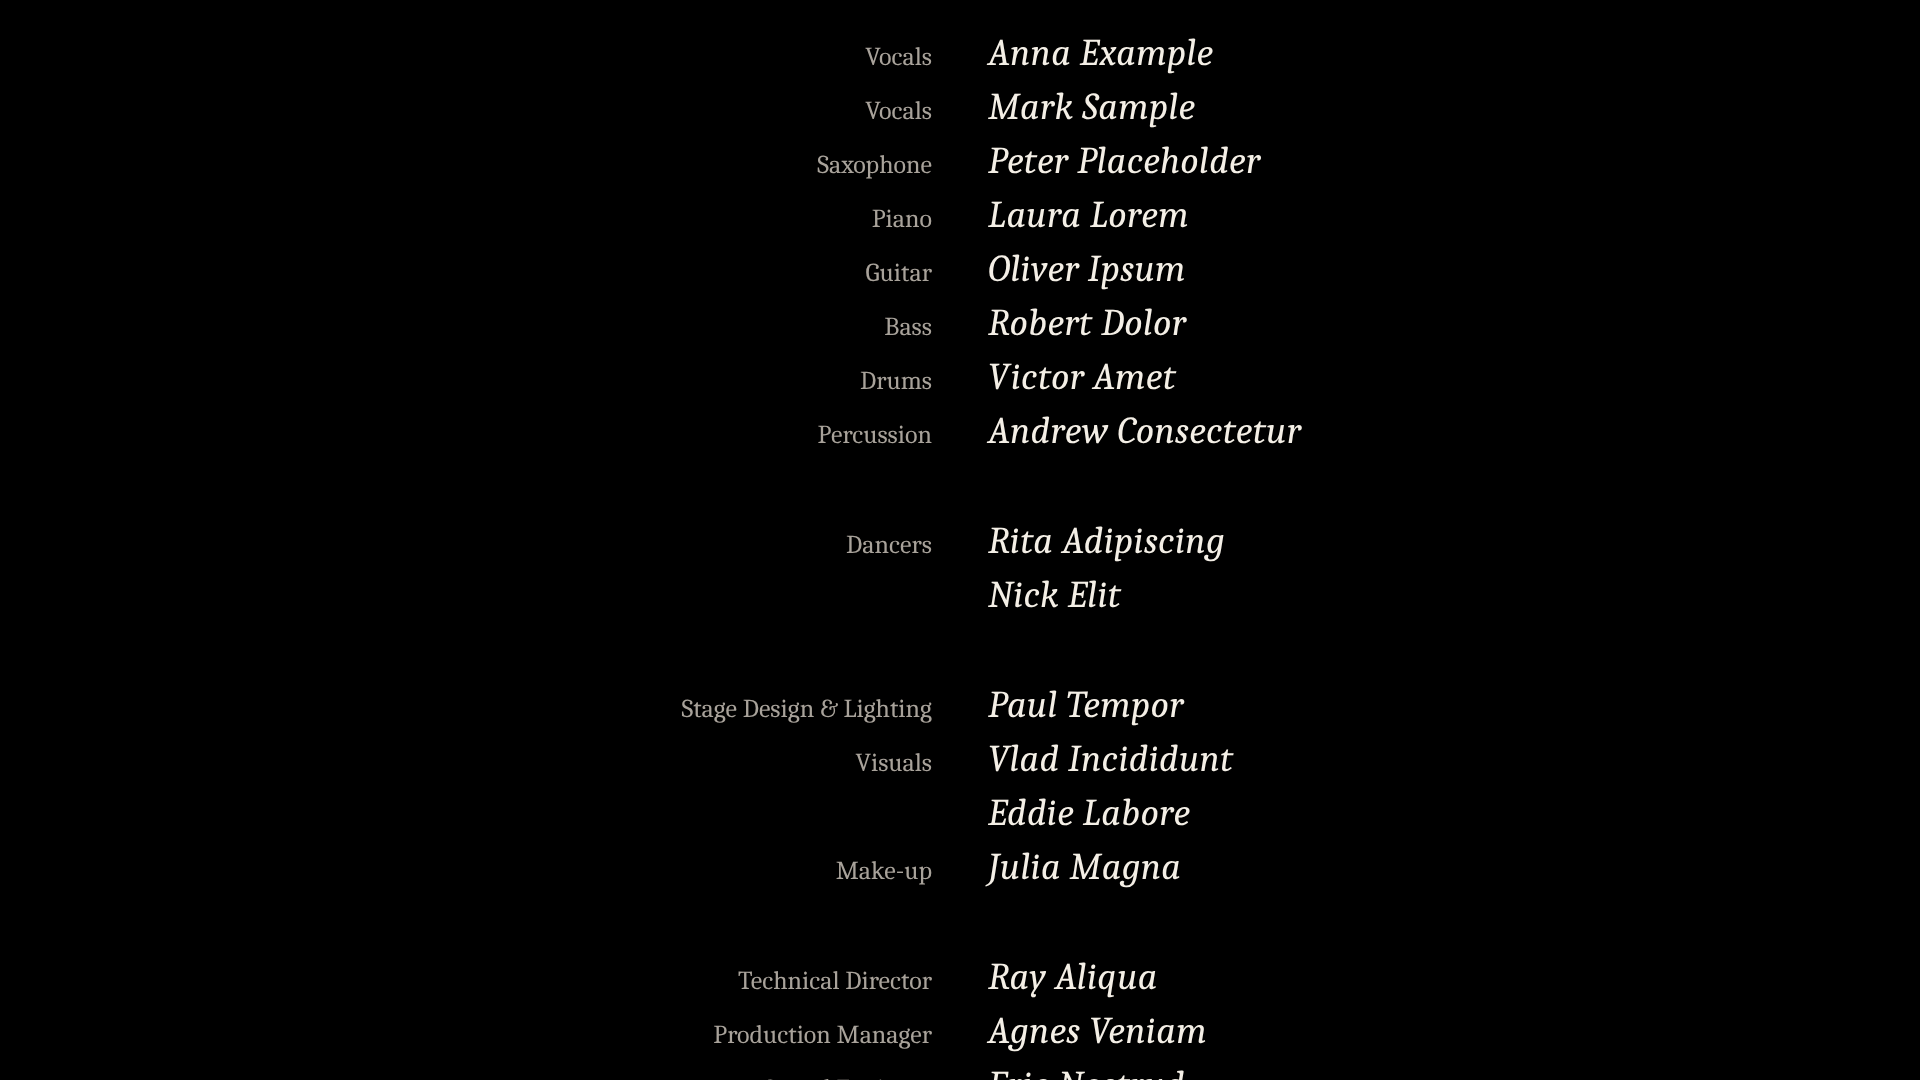 Vocals Anna Example
Vocals Mark Sample
Saxophone Peter Placeholder
Piano Laura Lorem
Guitar Oliver Ipsum
Bass Robert Dolor
Drums Victor Amet
Percussion Andrew Consectetur
Dancers Rita Adipiscing
Nick Elit
Stage Design & Lighting Paul Tempor
Visuals Vlad Incididunt
Eddie Labore
Make-up Julia Magna
Technical Director Ray Aliqua
Production Manager Agnes Veniam